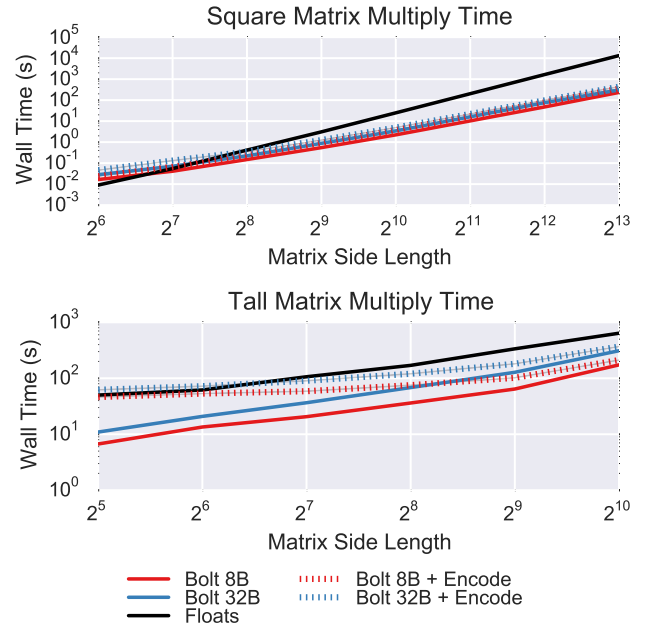 Square Matrix Multiply Time
Wall Time (s)
10^5
10^4
10^3
10^2
10^1
10^0
10^-1
10^-2
10^-3
2^6 2^7 2^8 2^9 2^10 2^11 2^12 2^13
Matrix Side Length
Tall Matrix Multiply Time
Wall Time (s)
10^3
10^2
10^1
10^0
2^5 2^6 2^7 2^8 2^9 2^10
Matrix Side Length
Bolt 8B
Bolt 32B
Floats
Bolt 8B + Encode
Bolt 32B + Encode